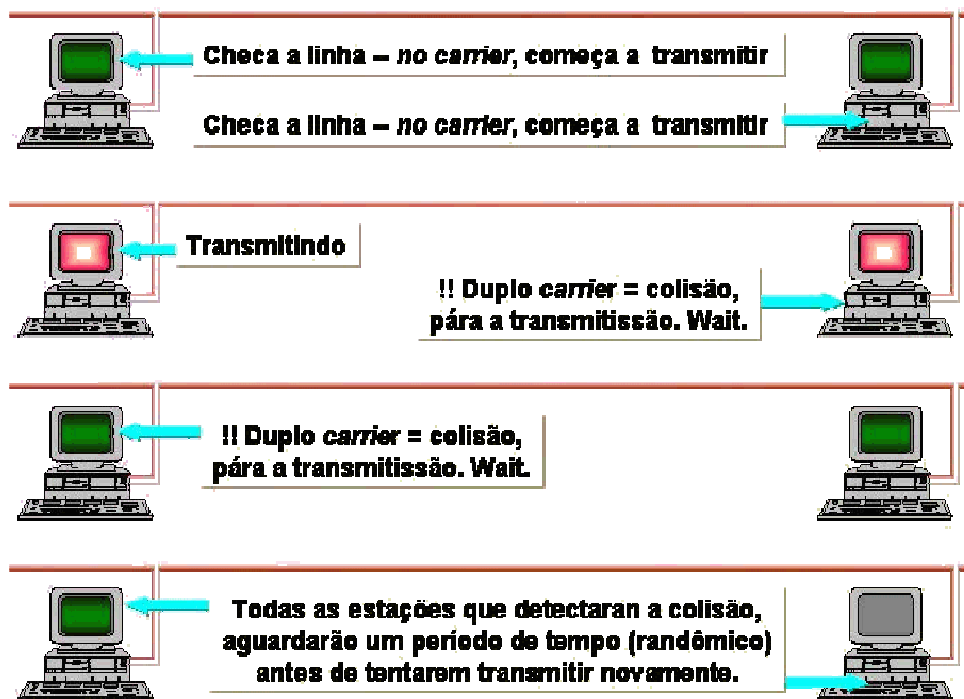 Checa a linha – no carrier, começa a transmitir
Checa a linha – no carrier, começa a transmitir
Transmitindo
!! Duplo carrier = colisão,
pára a transmitissão. Wait.
!! Duplo carrier = colisão,
pára a transmitissão. Wait.
Todas as estações que detectaran a colisão,
aguardarão um período de tempo (randômico)
antes de tentarem transmitir novamente.